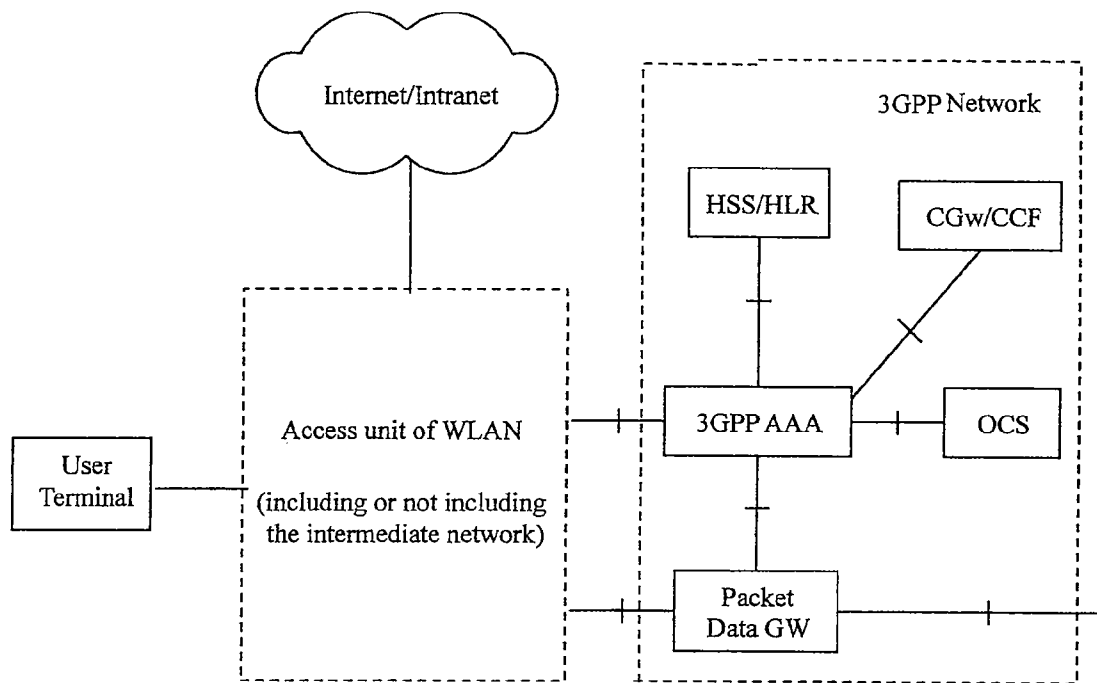 Internet/Intranet
3GPP Network
HSS/HLR
CGw/CCF
Access unit of WLAN
(including or not including
the intermediate network)
3GPP AAA
OCS
User
Terminal
Packet
Data GW